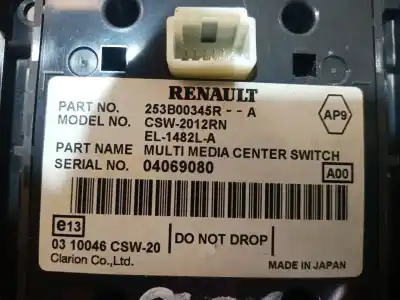 RENAULT
PART NO. 253B00345R -- A
MODEL NO. CSW-2012RN
EL-1482L-A
PART NAME MULTI MEDIA CENTER SWITCH
SERIAL NO. 04069080
AP9
A00
e13
03 10046 CSW-20
DO NOT DROP
Clarion Co.,Ltd.
MADE IN JAPAN